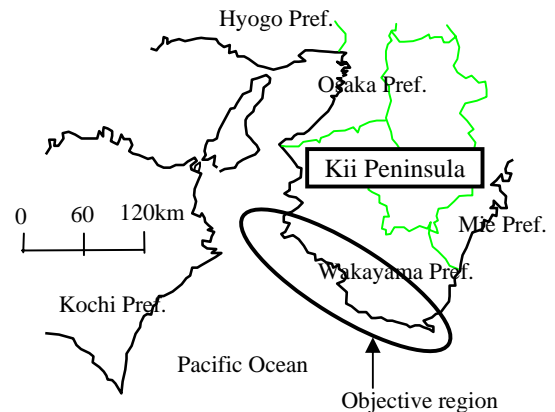 Hyogo Pref.
Osaka Pref.
Kii Peninsula
0 60 120km
Mie Pref.
Wakayama Pref.
Kochi Pref.
Pacific Ocean
Objective region